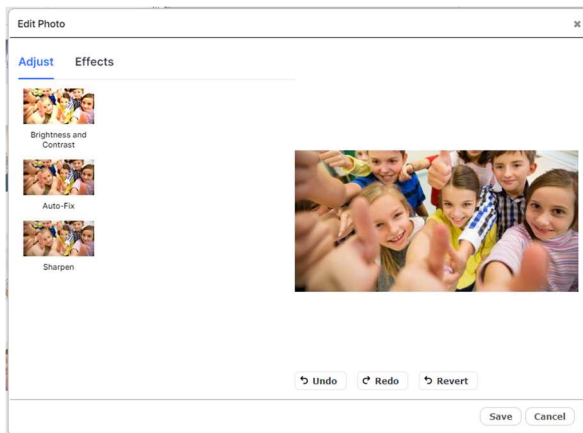 Edit Photo
Adjust Effects
Brightness and
Contrast
Auto-Fix
Sharpen
Undo Redo Revert
Save Cancel